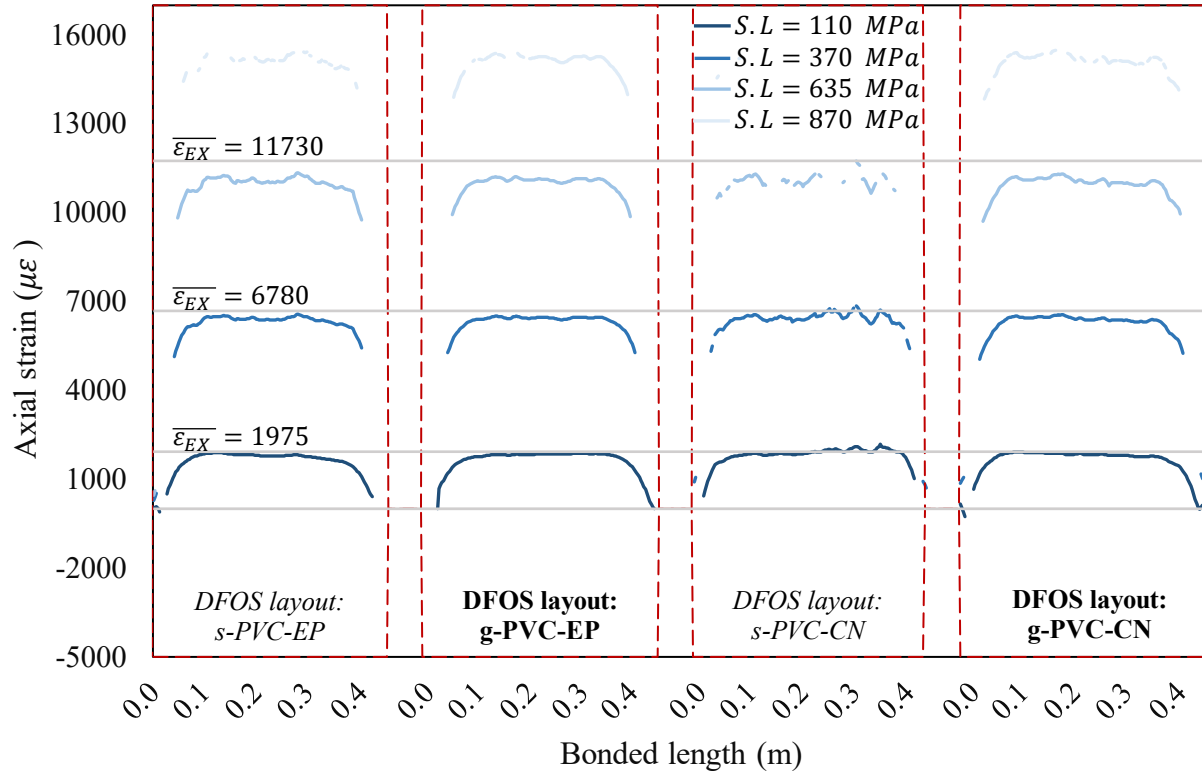 16000
13000
10000
7000
4000
1000
-2000
-5000
Axial strain (με )
S.L = 110 MPa
S.L = 370 MPa
S.L = 635 MPa
S.L = 870 MPa
ε_EX = 11730
ε_EX = 6780
ε_EX = 1975
DFOS layout:
s-PVC-EP
DFOS layout:
g-PVC-EP
DFOS layout:
s-PVC-CN
DFOS layout:
g-PVC-CN
0.0 0.1 0.2 0.3 0.4 0.0 0.1 0.2 0.3 0.4 0.0 0.1 0.2 0.3 0.4 0.0 0.1 0.2 0.3 0.4
Bonded length (m)